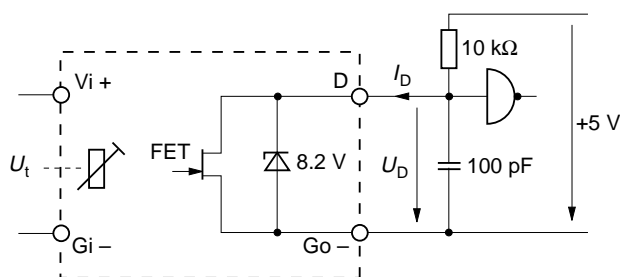 10 kΩ
Vi +
D
I_D
FET
8.2 V
+5 V
U_t
U_D
100 pF
Gi –
Go –